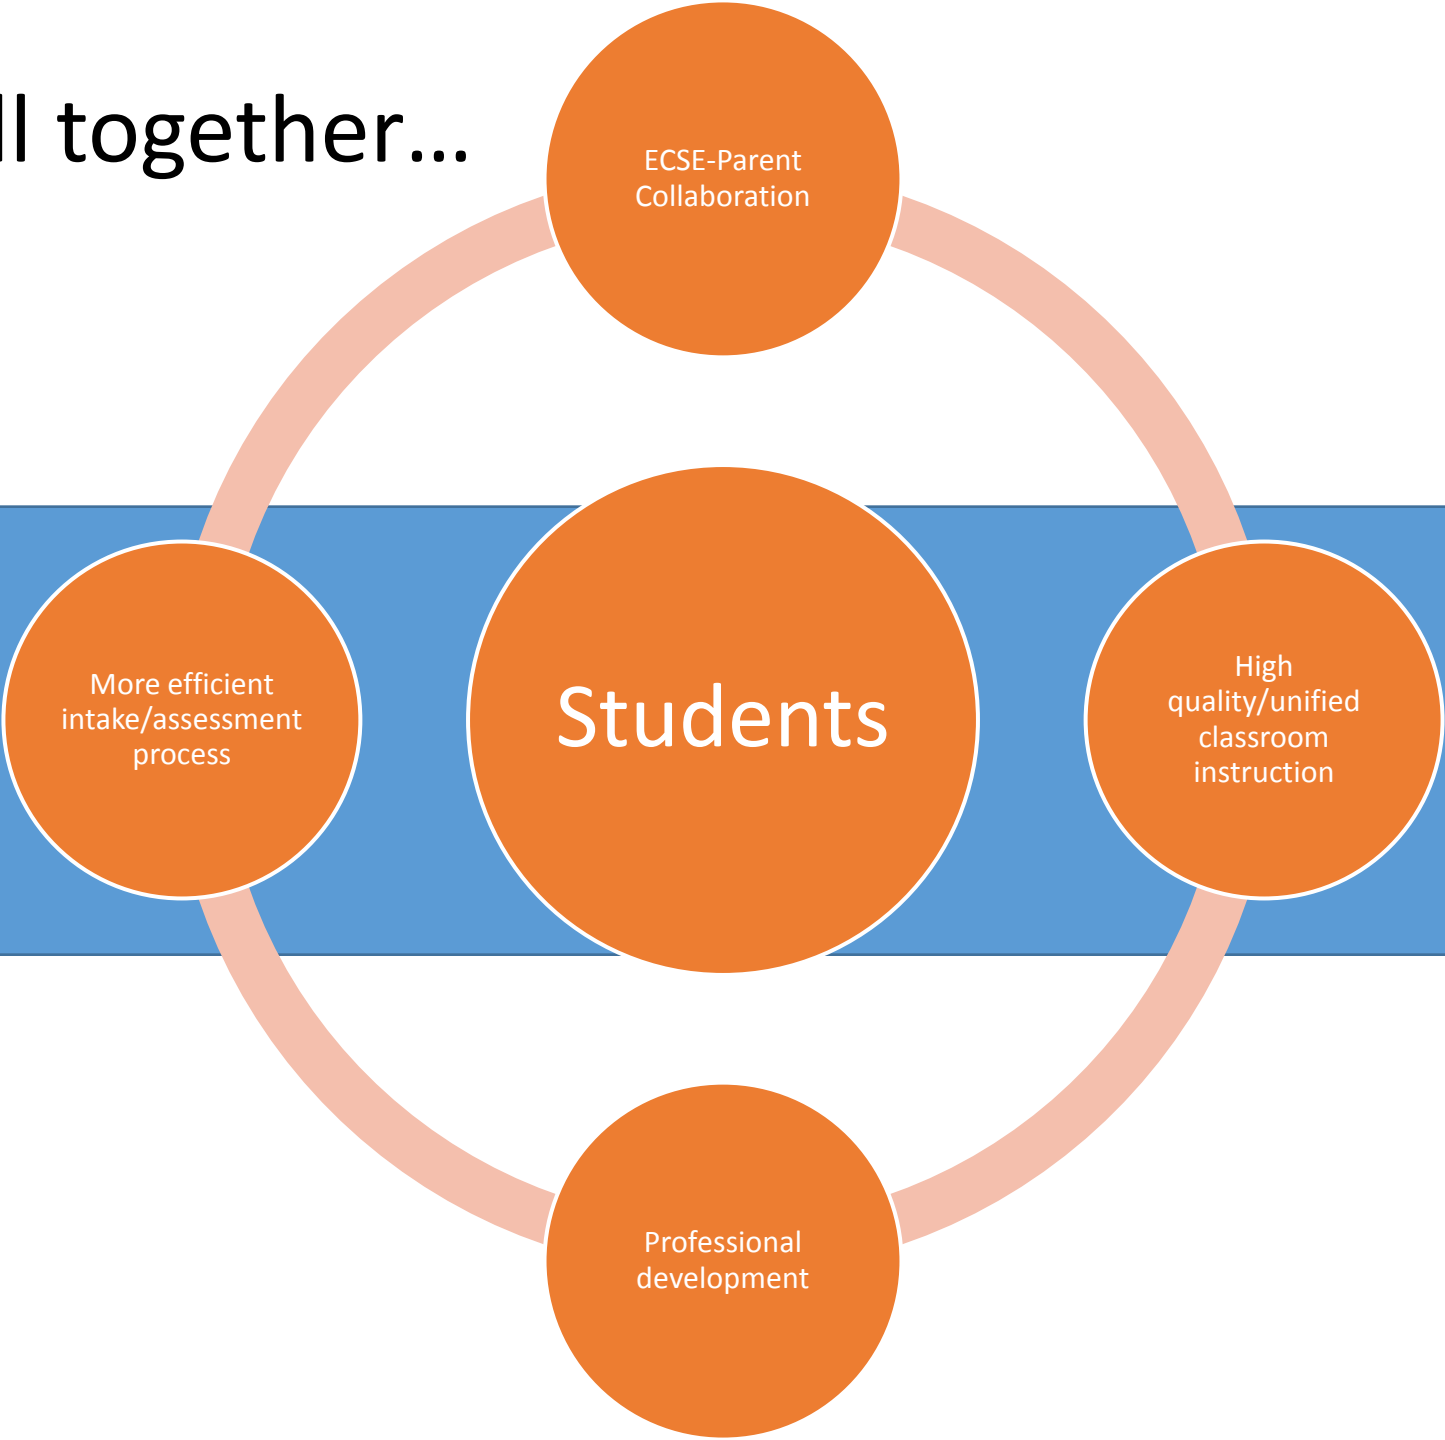 ll together...
ECSE-Parent
Collaboration
More efficient
intake/assessment
process
Students
High
quality/unified
classroom
instruction
Professional
development